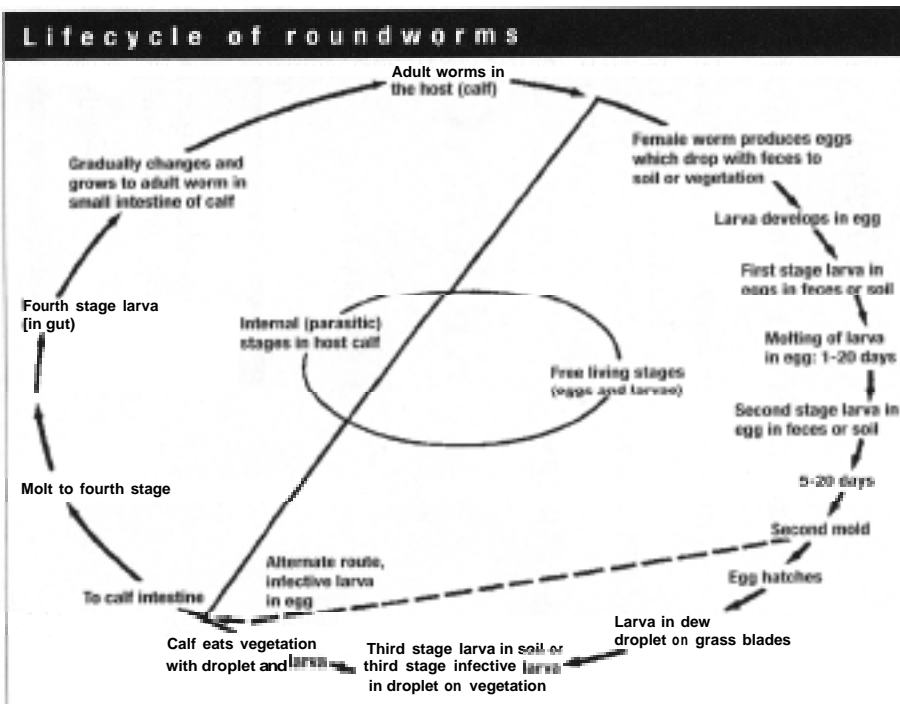 Lifecycle of roundworms
Adult worms in
the host (calf)
Female worm produces eggs
which drop with feces to
soil or vegetation
Larva develops in egg
First stage larva in
eggs in feces or soil
Molting of larva
in egg: 1-20 days
Second stage larva in
egg in feces or soil
5-20 days
Second mold
Egg hatches
Larva in dew
droplet on grass blades
Third stage larva in soil or
third stage infective larva
in droplet on vegetation
Calf eats vegetation
with droplet and larva
To calf intestine
Molt to fourth stage
Fourth stage larva
(in gut)
Gradually changes and
grows to adult worm in
small intestine of calf
Internal (parasitic)
stages in host calf
Free living stages
(eggs and larvae)
Alternate route,
infective larva
in egg